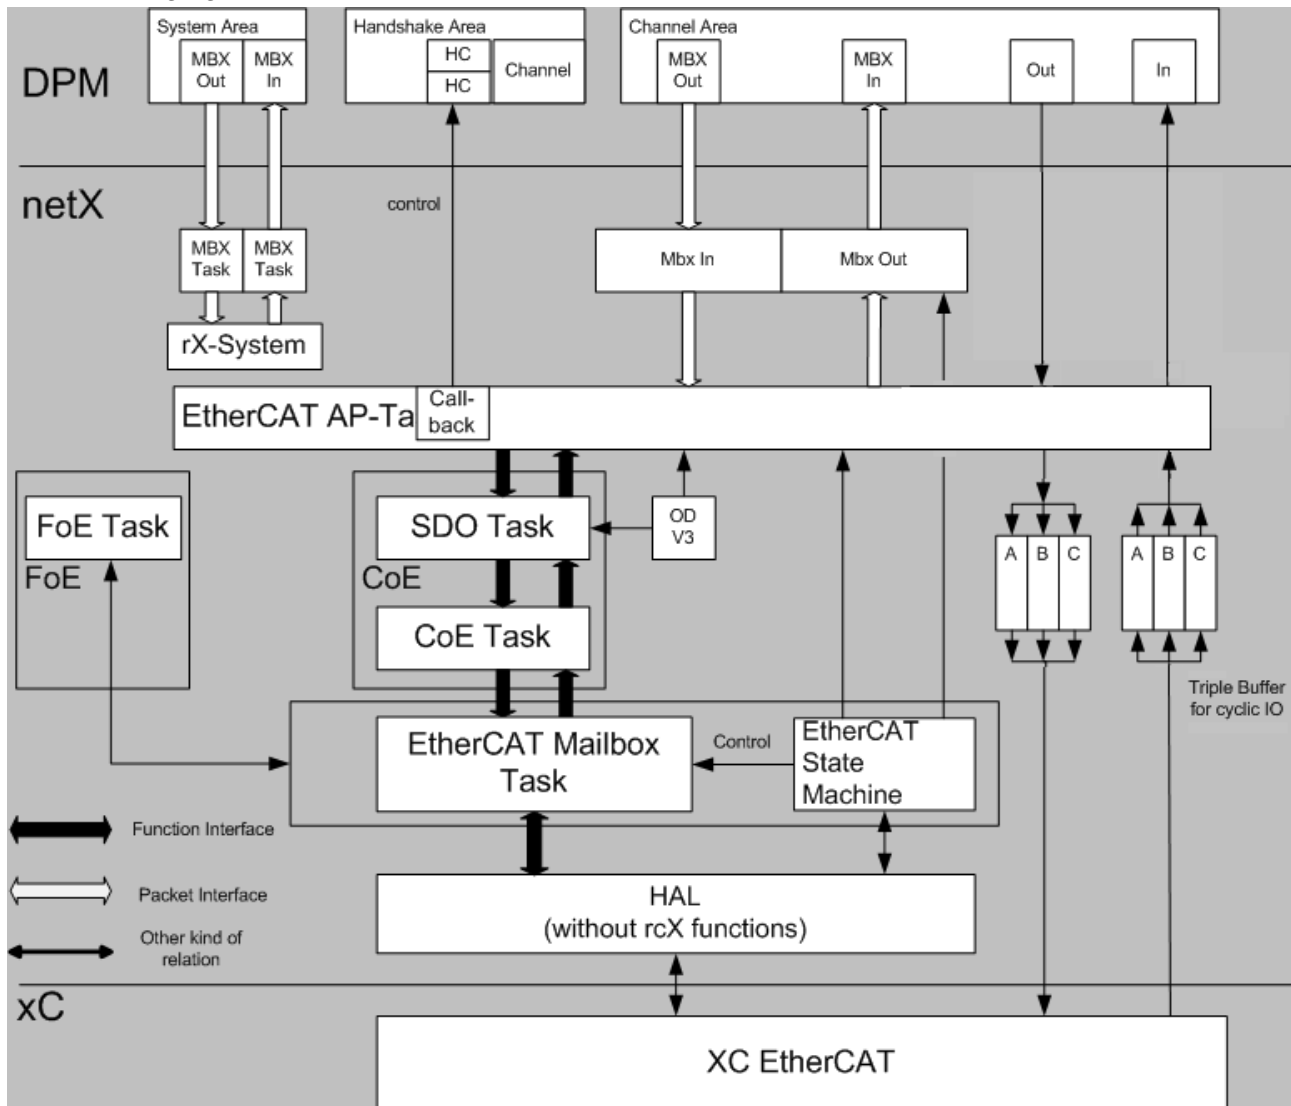 System Area
Handshake Area
Channel Area
MBX
Out
MBX
In
HC
HC
Channel
MBX
Out
MBX
In
Out
In
DPM
netX
control
MBX
Task
MBX
Task
Mbx In
Mbx Out
rX-System
EtherCAT AP-Ta
Call-
back
FoE Task
FoE
SDO Task
CoE
OD
V3
A
B
C
A
B
C
CoE Task
Triple Buffer
for cyclic IO
EtherCAT Mailbox
Task
Control
EtherCAT
State
Machine
Function Interface
Packet Interface
Other kind of
relation
HAL
(without rcX functions)
xC
XC EtherCAT